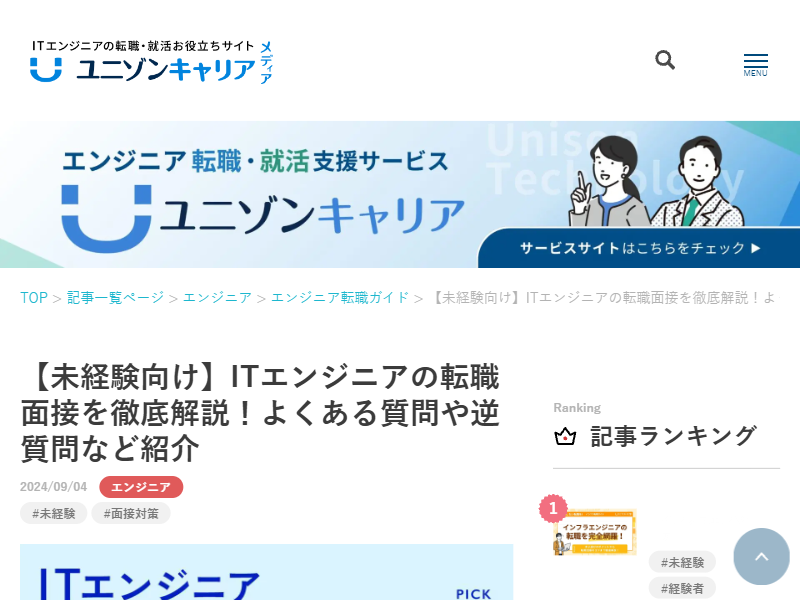 ITエンジニアの転職・就活お役立ちサイト
ユニゾンキャリア
メディア
MENU
Unison
Technology
エンジニア転職・就活支援サービス
ユニゾンキャリア
サービスサイトはこちらをチェック ▶
TOP > 記事一覧ページ > エンジニア > エンジニア転職ガイド > 【未経験向け】ITエンジニアの転職面接を徹底解説！よ
【未経験向け】ITエンジニアの転職
面接を徹底解説！よくある質問や逆
質問など紹介
2024/09/04 エンジニア
#未経験 #面接対策
ITエンジニア
PICK
Ranking
記事ランキング
1
インフラエンジニアの
転職を完全網羅！
#未経験
#経験者